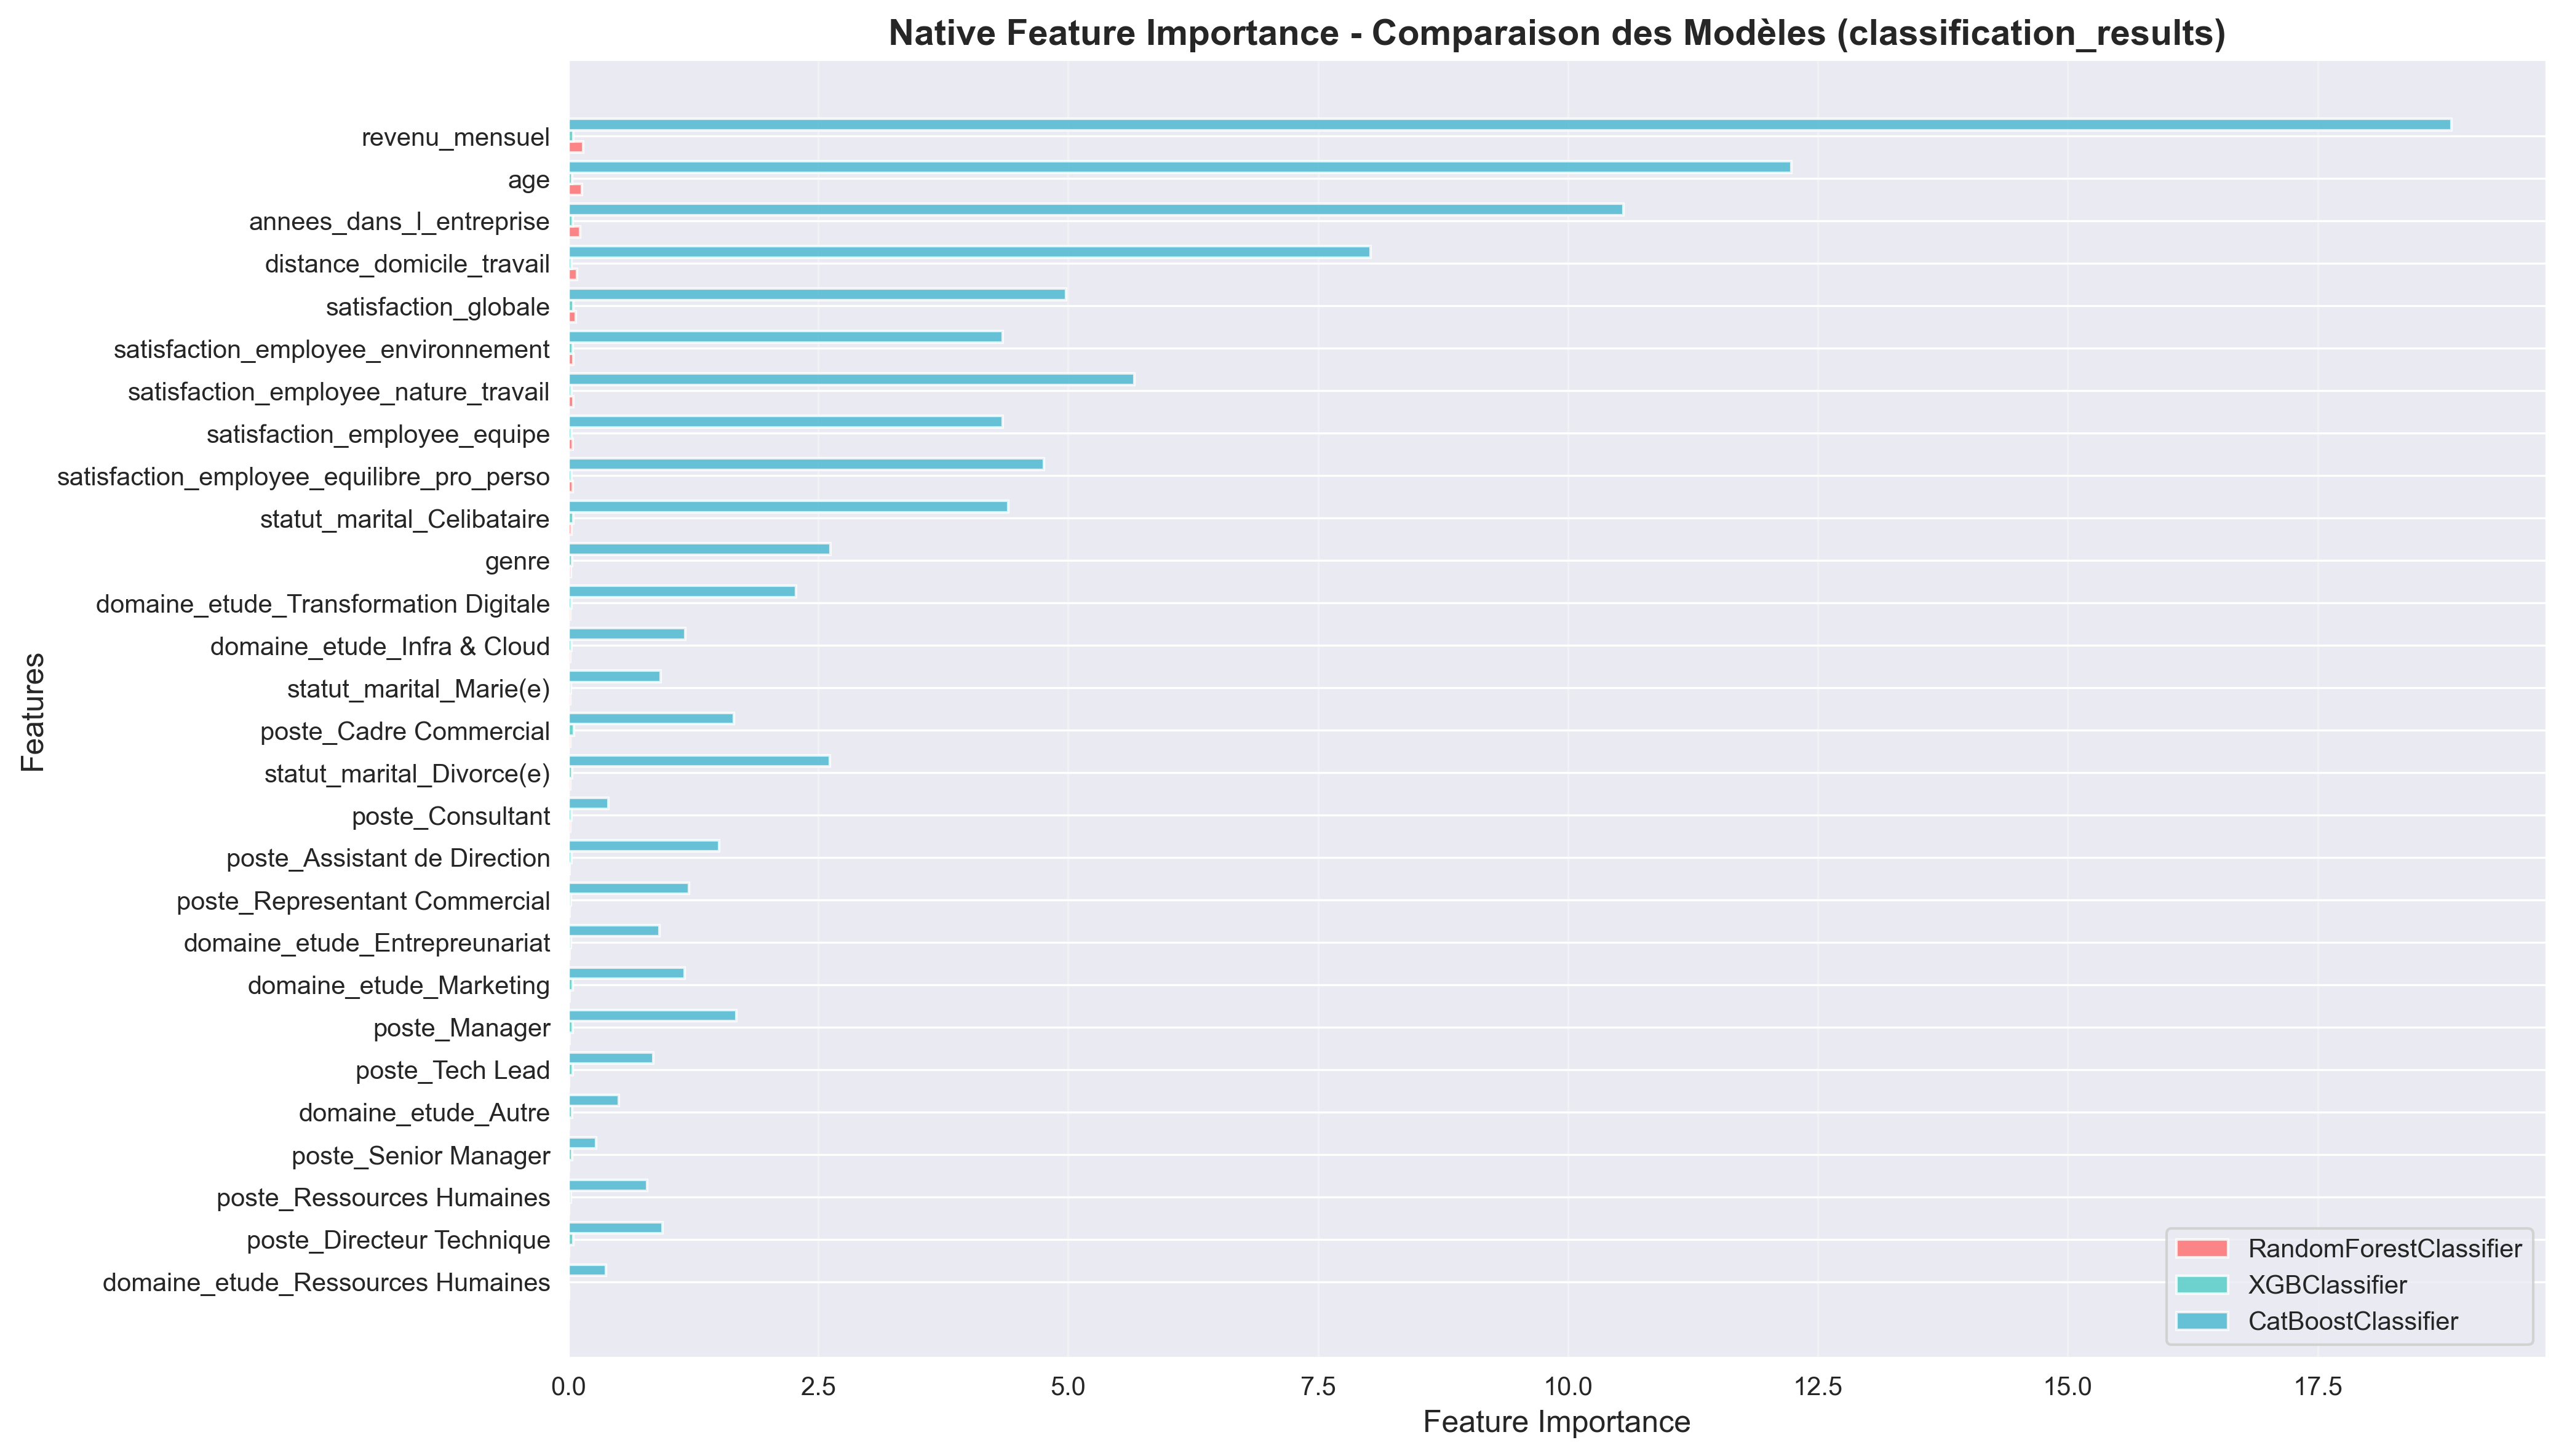 Native Feature Importance - Comparaison des Modèles (classification_results)
revenu_mensuel
age
annees_dans_l_entreprise
distance_domicile_travail
satisfaction_globale
satisfaction_employee_environnement
satisfaction_employee_nature_travail
satisfaction_employee_equipe
satisfaction_employee_equilibre_pro_perso
statut_marital_Celibataire
genre
domaine_etude_Transformation Digitale
domaine_etude_Infra & Cloud
statut_marital_Marie(e)
poste_Cadre Commercial
statut_marital_Divorce(e)
poste_Consultant
poste_Assistant de Direction
poste_Representant Commercial
domaine_etude_Entrepreunariat
domaine_etude_Marketing
poste_Manager
poste_Tech Lead
domaine_etude_Autre
poste_Senior Manager
poste_Ressources Humaines
poste_Directeur Technique
domaine_etude_Ressources Humaines
Features
RandomForestClassifier
XGBClassifier
CatBoostClassifier
0.0 2.5 5.0 7.5 10.0 12.5 15.0 17.5
Feature Importance